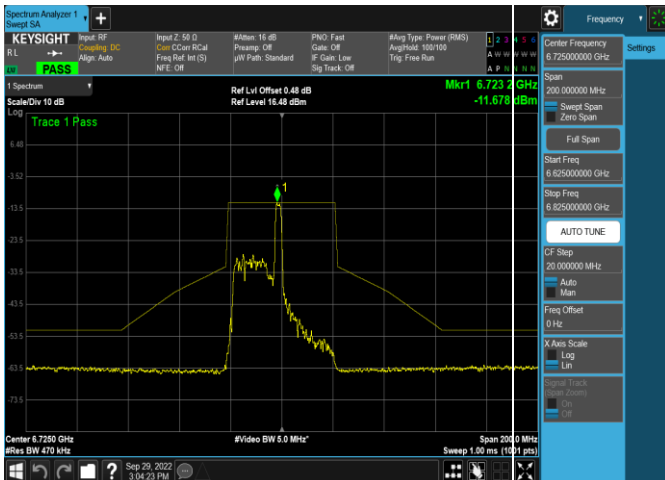 Spectrum Analyzer 1
Swept SA
KEYSIGHT
R L
LV
PASS
Input: RF
Coupling: DC
Align: Auto
Input Z: 50 Ω
Corr CCorr RCal
Freq Ref: Int (S)
NFE: Off
#Atten: 16 dB
Preamp: Off
µW Path: Standard
PNO: Fast
Gate: Off
IF Gain: Low
Sig Track: Off
#Avg Type: Power (RMS)
Avg|Hold: 100/100
Trig: Free Run
1 2 3 4 5 6
A W W W W W
A P N N N N
1 Spectrum
Scale/Div 10 dB
Ref Lvl Offset 0.48 dB
Ref Level 16.48 dBm
Mkr1 6.723 2 GHz
-11.678 dBm
Log
Trace 1 Pass
6.48
-3.52
-13.5
-23.5
-33.5
-43.5
-53.5
-63.5
-73.5
1
Center 6.7250 GHz
#Res BW 470 kHz
#Video BW 5.0 MHz*
Span 200.0 MHz
Sweep 1.00 ms (1001 pts)
Sep 29, 2022
3:04:23 PM
Frequency
Settings
Center Frequency
6.725000000 GHz
Span
200.000000 MHz
Swept Span
Zero Span
Full Span
Start Freq
6.625000000 GHz
Stop Freq
6.825000000 GHz
AUTO TUNE
CF Step
20.000000 MHz
Auto
Man
Freq Offset
0 Hz
X Axis Scale
Log
Lin
Signal Track
(Span Zoom)
On
Off